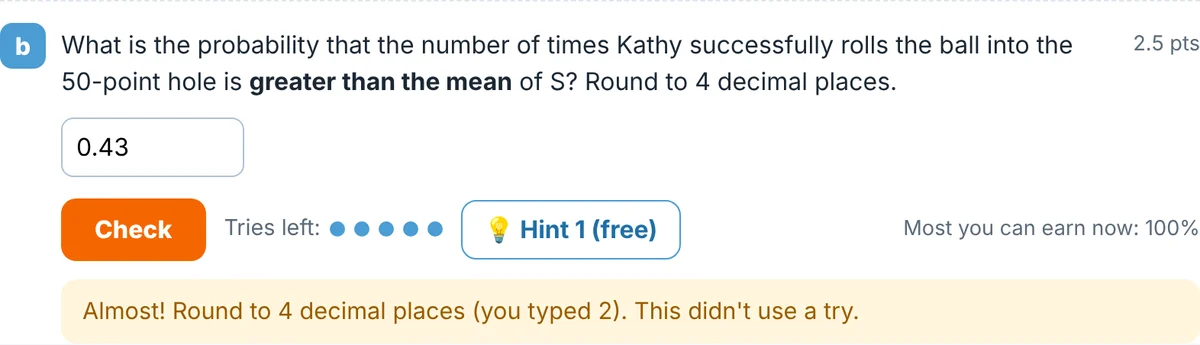 b
What is the probability that the number of times Kathy successfully rolls the ball into the
2.5 pts
50-point hole is greater than the mean of S? Round to 4 decimal places.
0.43
Check
Tries left:
💡 Hint 1 (free)
Most you can earn now: 100%
Almost! Round to 4 decimal places (you typed 2). This didn't use a try.